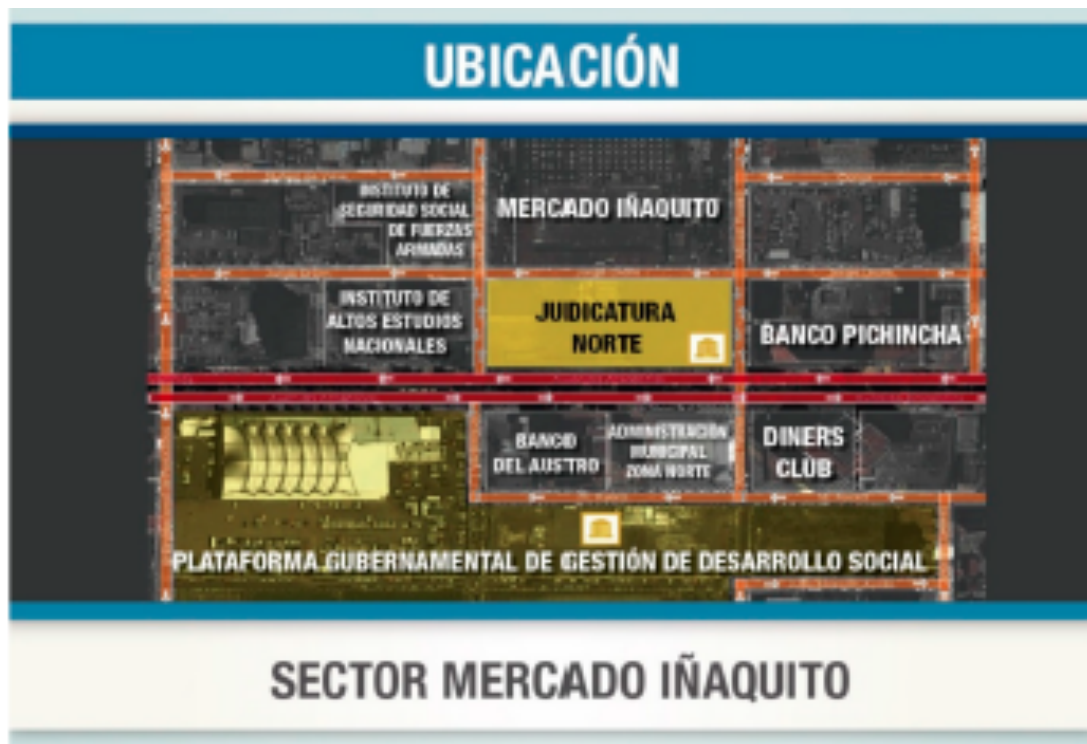 UBICACIÓN
INSTITUTO DE
SEGURIDAD SOCIAL
DE FUERZAS
ARMADAS
MERCADO IÑAQUITO
INSTITUTO DE
ALTOS ESTUDIOS
NACIONALES
JUDICATURA
NORTE
BANCO PICHINCHA
BANCO
DEL AUSTRO
ADMINISTRACIÓN
MUNICIPAL
ZONA NORTE
DINERS
CLUB
PLATAFORMA GUBERNAMENTAL DE GESTIÓN DE DESARROLLO SOCIAL
SECTOR MERCADO IÑAQUITO